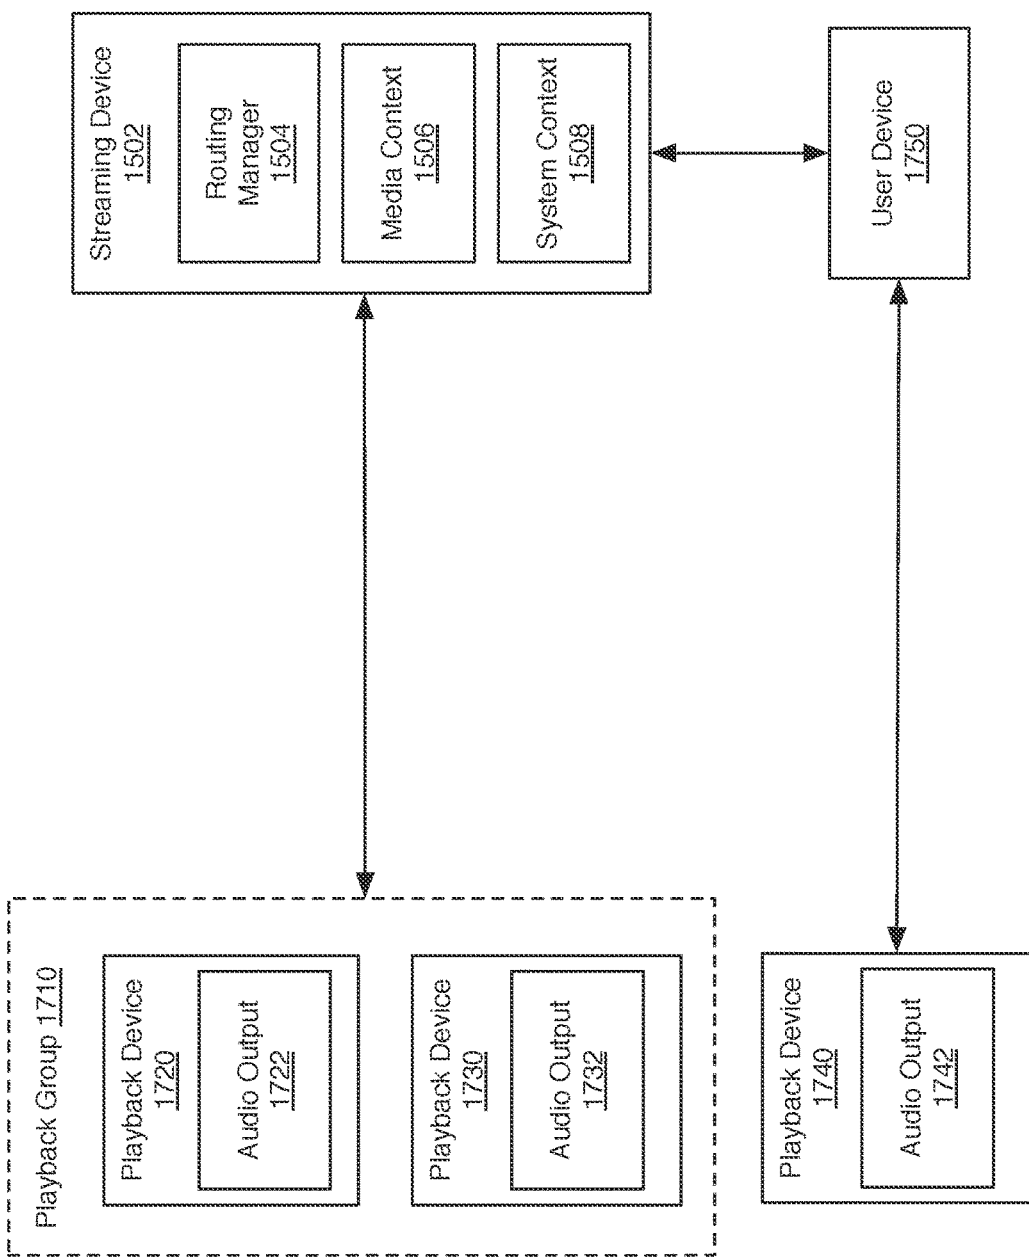 Playback Group 1710
Playback Device
1720
Audio Output
1722
Playback Device
1730
Audio Output
1732
Playback Device
1740
Audio Output
1742
Streaming Device
1502
Routing
Manager
1504
Media Context
1506
System Context
1508
User Device
1750